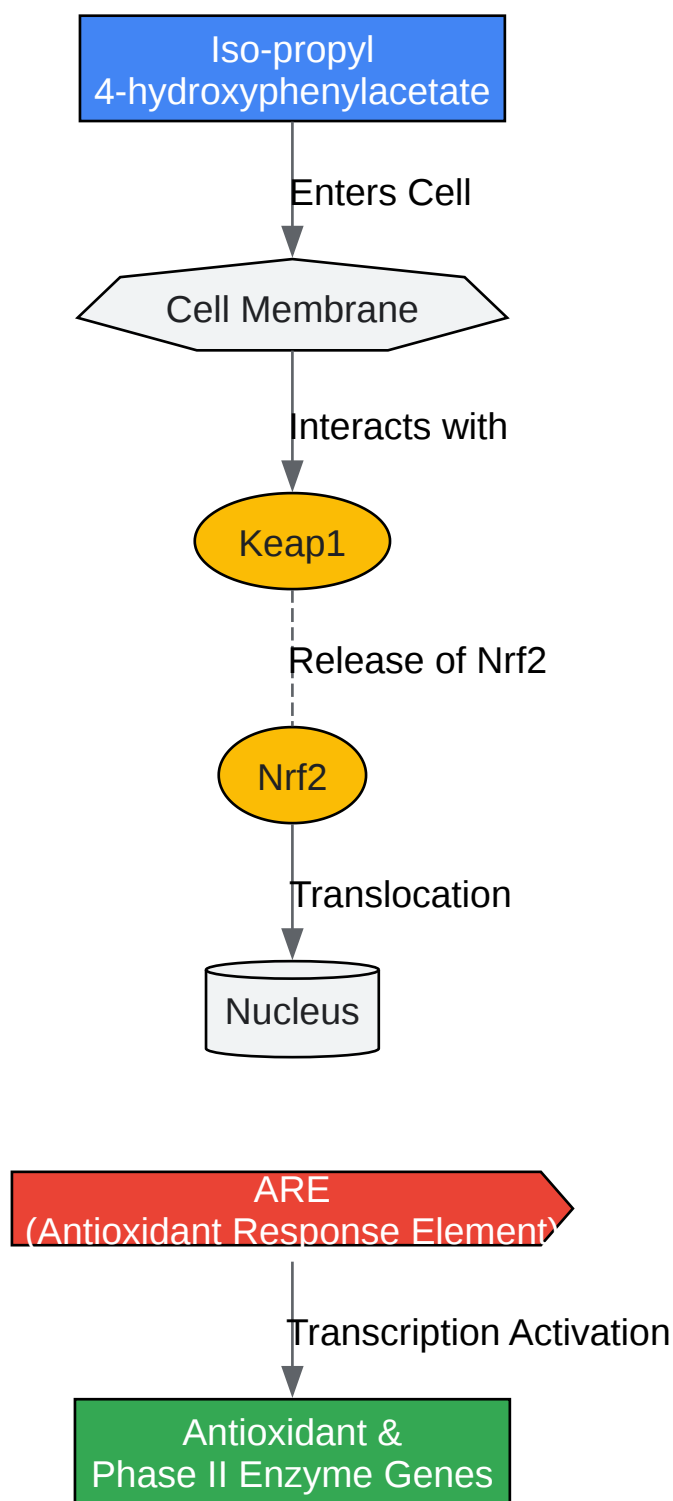 Iso-propyl
4-hydroxyphenylacetate
Enters Cell
Cell Membrane
Interacts with
Keap1
Release of Nrf2
Nrf2
Translocation
Nucleus
ARE
(Antioxidant Response Element)
Transcription Activation
Antioxidant &
Phase II Enzyme Genes